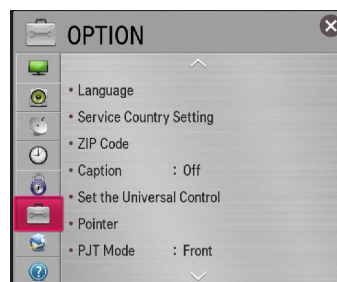 OPTION
• Language
• Service Country Setting
• ZIP Code
• Caption : Off
• Set the Universal Control
• Pointer
• PJT Mode : Front